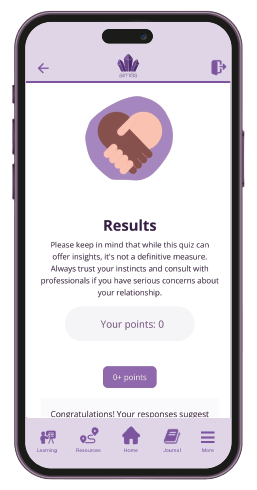 Results
Please keep in mind that while this quiz can
offer insights, it's not a definitive measure.
Always trust your instincts and consult with
professionals if you have serious concerns about
your relationship.
Your points: 0
0+ points
Congratulations! Your responses suggest
Learning
Resources
Home
Journal
More